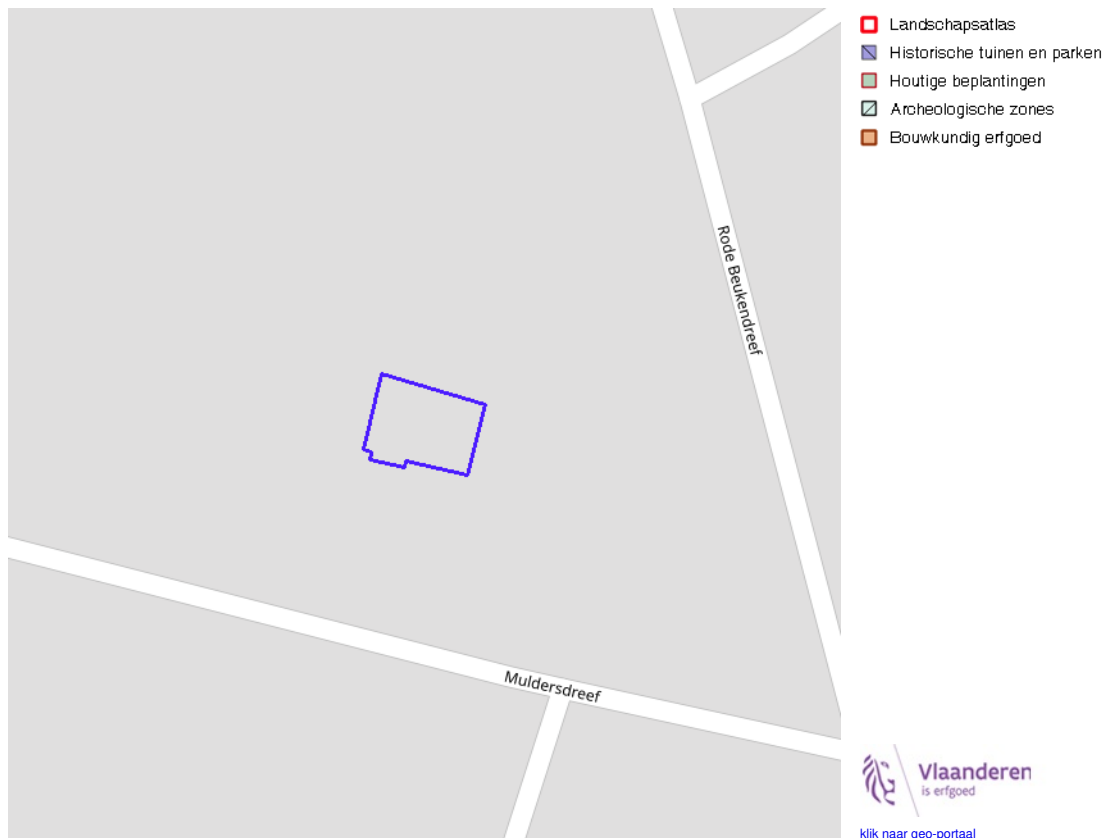 Landschapsatlas
Historische tuinen en parken
Houtige beplantingen
Archeologische zones
Bouwkundig erfgoed
Rode Beukendreef
Muldersdreef
Vlaanderen
is erfgoed
klik naar geo-portaal